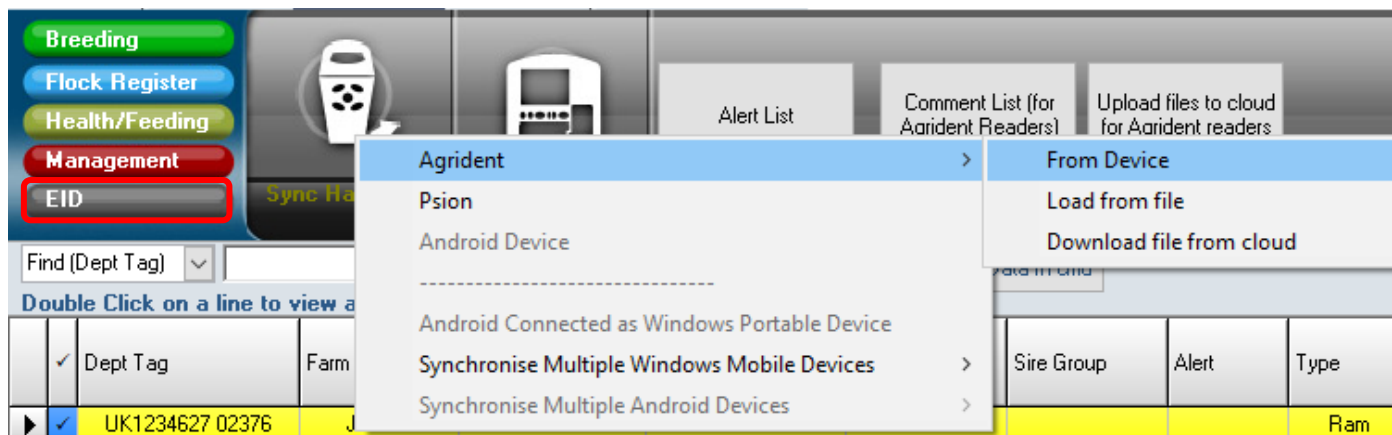 Breeding
Flock Register
Health/Feeding
Management
EID
Sync Ha
Alert List
Comment List (for
Agrident Readers)
Upload files to cloud
for Agrident readers
Agrident
Psion
Android Device
--------------------------------
Android Connected as Windows Portable Device
Synchronise Multiple Windows Mobile Devices
Synchronise Multiple Android Devices
From Device
Load from file
Download file from cloud
Find (Dept Tag)
Double Click on a line to view a
Dept Tag
Farm
Sire Group
Alert
Type
UK1234627 02376
J
Ram